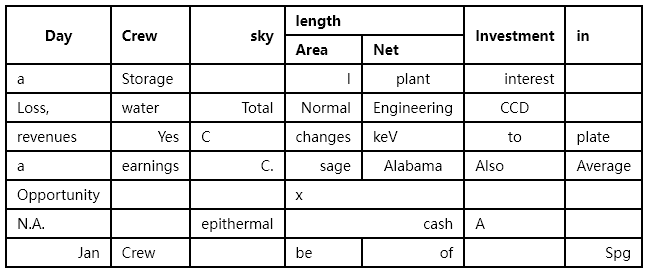 Day Crew sky length Investment in
Area Net
a Storage l plant interest
Loss, water Total Normal Engineering CCD
revenues Yes C changes keV to plate
a earnings C. sage Alabama Also Average
Opportunity x
N.A. epithermal cash A
Jan Crew be of Spg